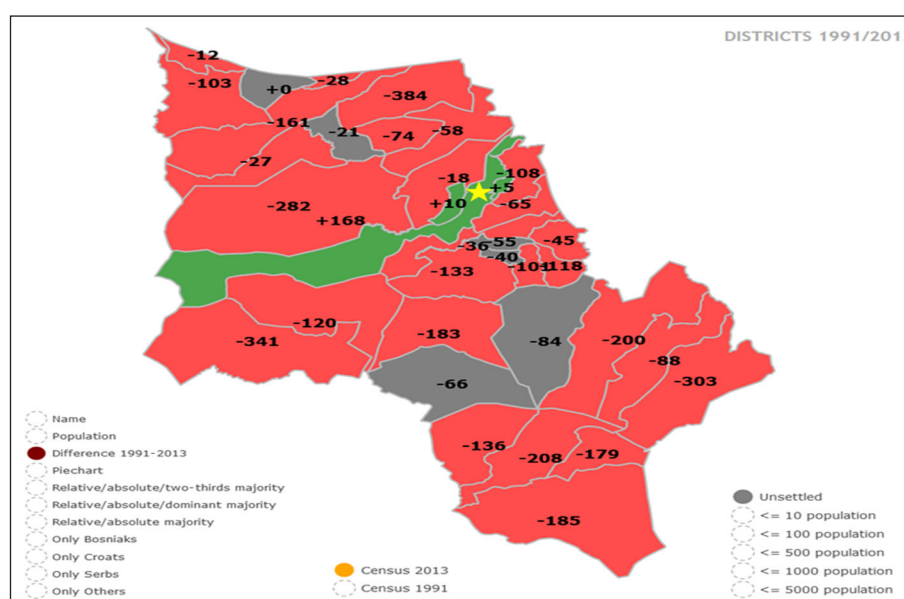 DISTRICTS 1991/201
-12
-103
+0
-28
-384
-161
-21
-74
-58
-27
-18
-108
+5
-282
+168
+10
-65
-36
-55
-45
-40
-133
-101
-118
-120
-183
-341
-84
-200
-88
-66
-303
-136
-208
-179
-185
Name
Population
Difference 1991-2013
Piechart
Relative/absolute/two-thirds majority
Relative/absolute/dominant majority
Relative/absolute majority
Only Bosniaks
Only Croats
Only Serbs
Only Others
Census 2013
Census 1991
Unsettled
<= 10 population
<= 100 population
<= 500 population
<= 1000 population
<= 5000 population